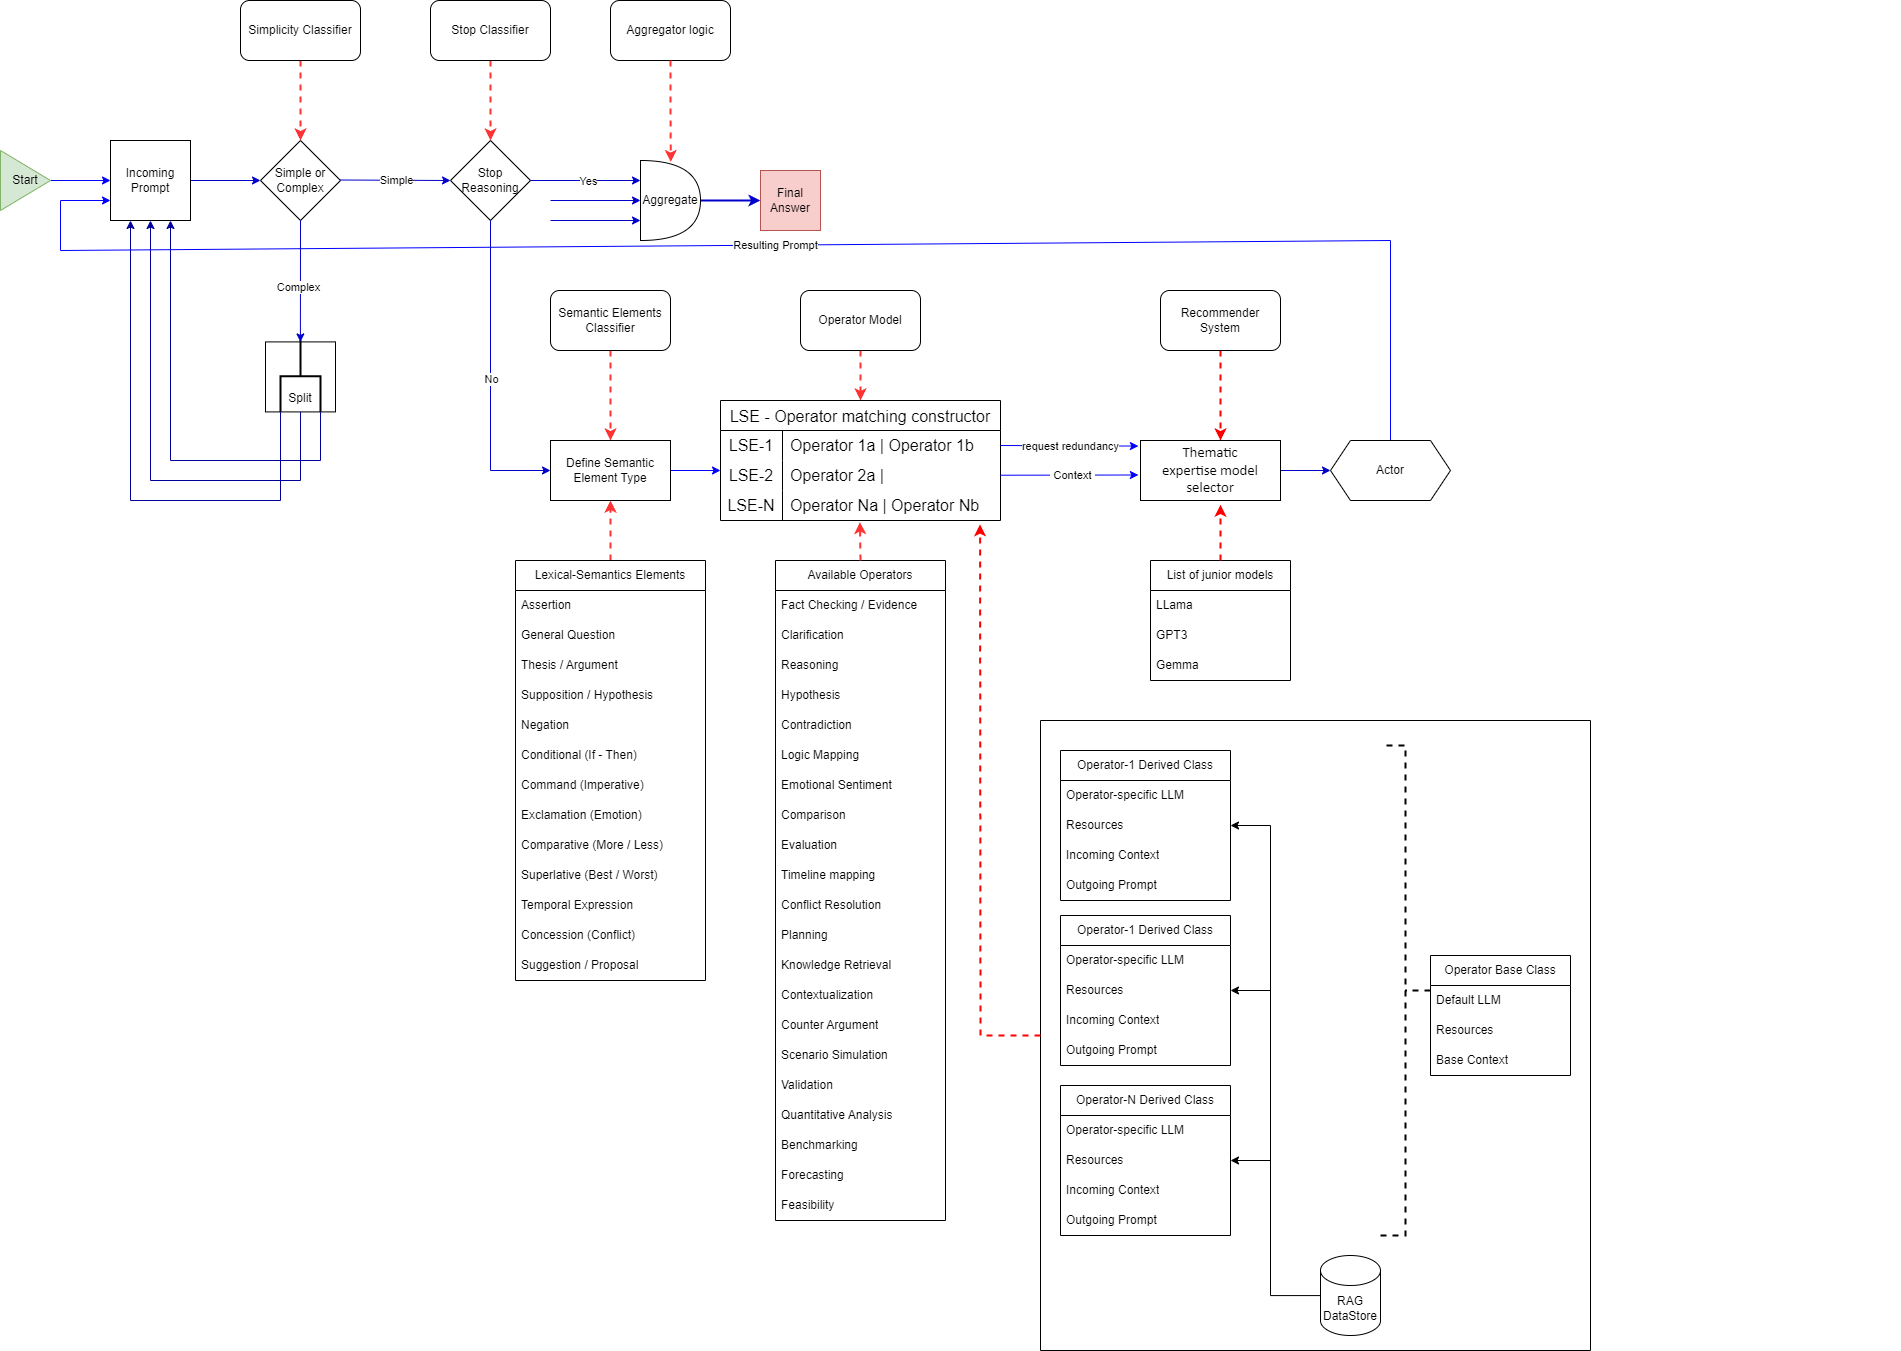 Simplicity Classifier
Stop Classifier
Aggregator logic
Start
Incoming
Prompt
Simple or
Complex
Simple
Stop
Reasoning
Yes
Aggregate
Final
Answer
Resulting Prompt
Complex
Split
No
Semantic Elements
Classifier
Operator Model
Recommender
System
Define Semantic
Element Type
LSE - Operator matching constructor
LSE-1
Operator 1a | Operator 1b
LSE-2
Operator 2a |
LSE-N
Operator Na | Operator Nb
request redundancy
Context
Thematic
expertise model
selector
Actor
Lexical-Semantics Elements
Assertion
General Question
Thesis / Argument
Supposition / Hypothesis
Negation
Conditional (If - Then)
Command (Imperative)
Exclamation (Emotion)
Comparative (More / Less)
Superlative (Best / Worst)
Temporal Expression
Concession (Conflict)
Suggestion / Proposal
Available Operators
Fact Checking / Evidence
Clarification
Reasoning
Hypothesis
Contradiction
Logic Mapping
Emotional Sentiment
Comparison
Evaluation
Timeline mapping
Conflict Resolution
Planning
Knowledge Retrieval
Contextualization
Counter Argument
Scenario Simulation
Validation
Quantitative Analysis
Benchmarking
Forecasting
Feasibility
List of junior models
LLama
GPT3
Gemma
Operator-1 Derived Class
Operator-specific LLM
Resources
Incoming Context
Outgoing Prompt
Operator-1 Derived Class
Operator-specific LLM
Resources
Incoming Context
Outgoing Prompt
Operator-N Derived Class
Operator-specific LLM
Resources
Incoming Context
Outgoing Prompt
Operator Base Class
Default LLM
Resources
Base Context
RAG
DataStore